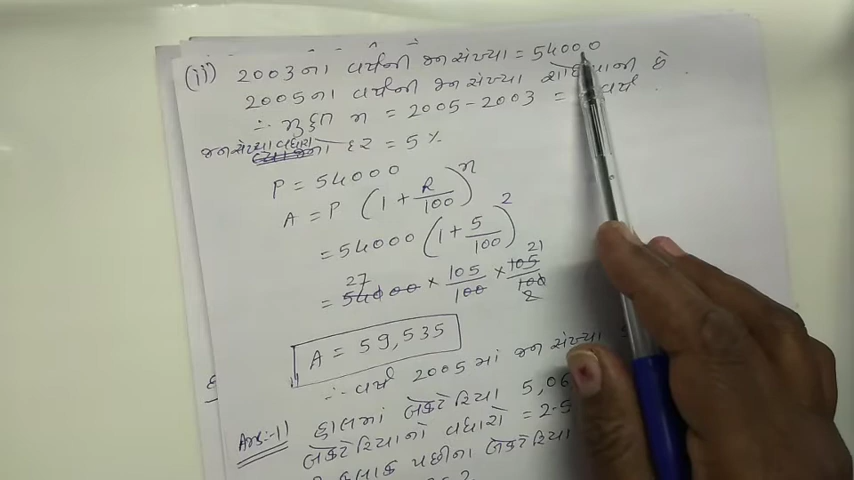 (ii) 2003ના વર્ષની જનસંખ્યા = 54000
2005ના વર્ષની જનસંખ્યા શોધવાની છે
∴ મુદ્દત n = 2005-2003 = વર્ષ.
જનસંખ્યા વધારા
ના દર = 5 %
P = 54000
A = P (1 + R/100)^n
= 54000 (1 + 5/100)^2
27 21
= 54000 × 105/100 × 105/100
2
A = 59,535
∴ વર્ષ 2005 માં જનસંખ્યા
Ans:-1) હાલમાં બેક્ટેરિયા 5,06
બેક્ટેરિયાનો વધારો = 2.5
કલાક પછીના બેક્ટેરિયા